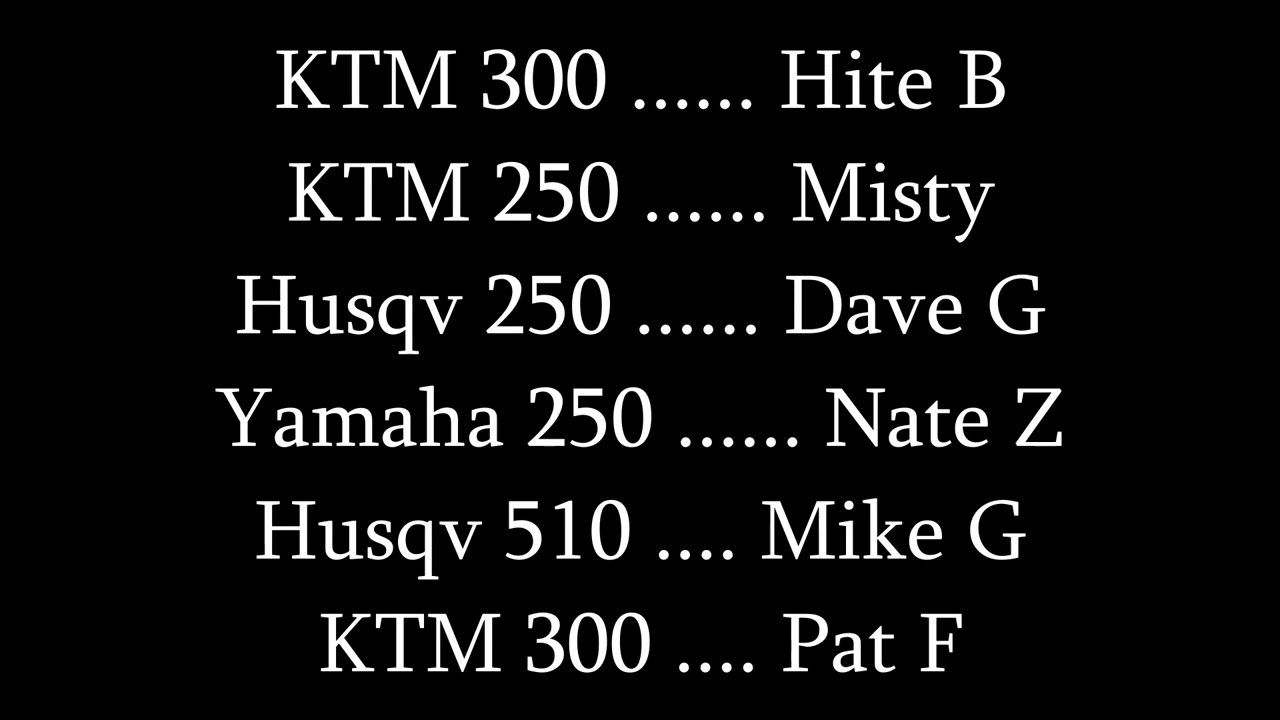 KTM 300 ...... Hite B
KTM 250 ...... Misty
Husqv 250 ...... Dave G
Yamaha 250 ...... Nate Z
Husqv 510 .... Mike G
KTM 300 .... Pat F